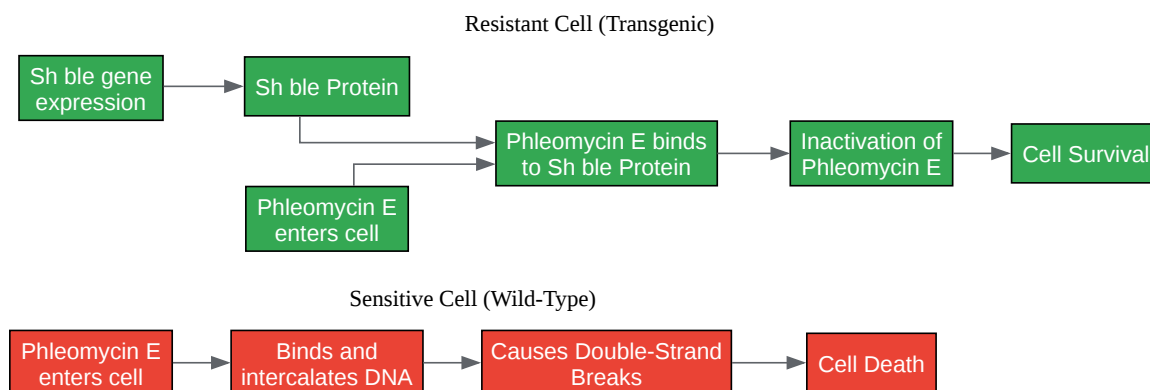 Resistant Cell (Transgenic)
Sh ble gene
expression
Sh ble Protein
Phleomycin E
enters cell
Phleomycin E binds
to Sh ble Protein
Inactivation of
Phleomycin E
Cell Survival
Sensitive Cell (Wild-Type)
Phleomycin E
enters cell
Binds and
intercalates DNA
Causes Double-Strand
Breaks
Cell Death